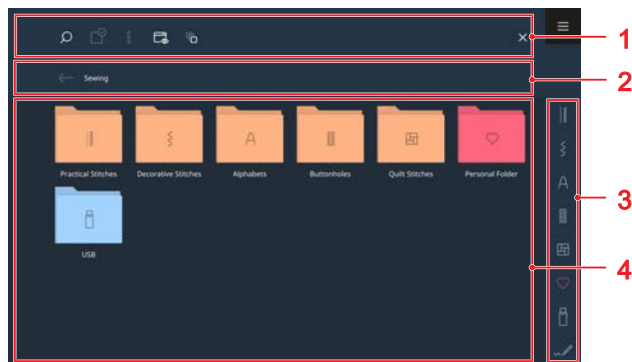 1
Sewing
2
Practical Stitches
Decorative Stitches
Alphabets
Buttonholes
Quilt Stitches
Personal Folder
3
USB
4